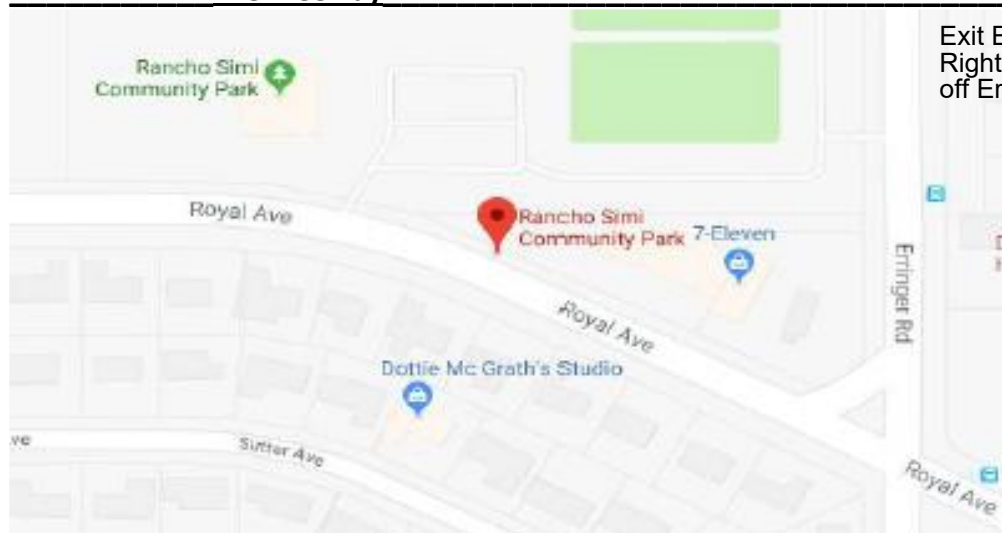 Exit E
Right
off Er
Rancho Simi
Community Park
Royal Ave
Rancho Simi
Community Park
7-Eleven
Erringer Rd
Royal Ave
Dottie Mc Grath's Studio
ve
Sutter Ave
Royal Ave